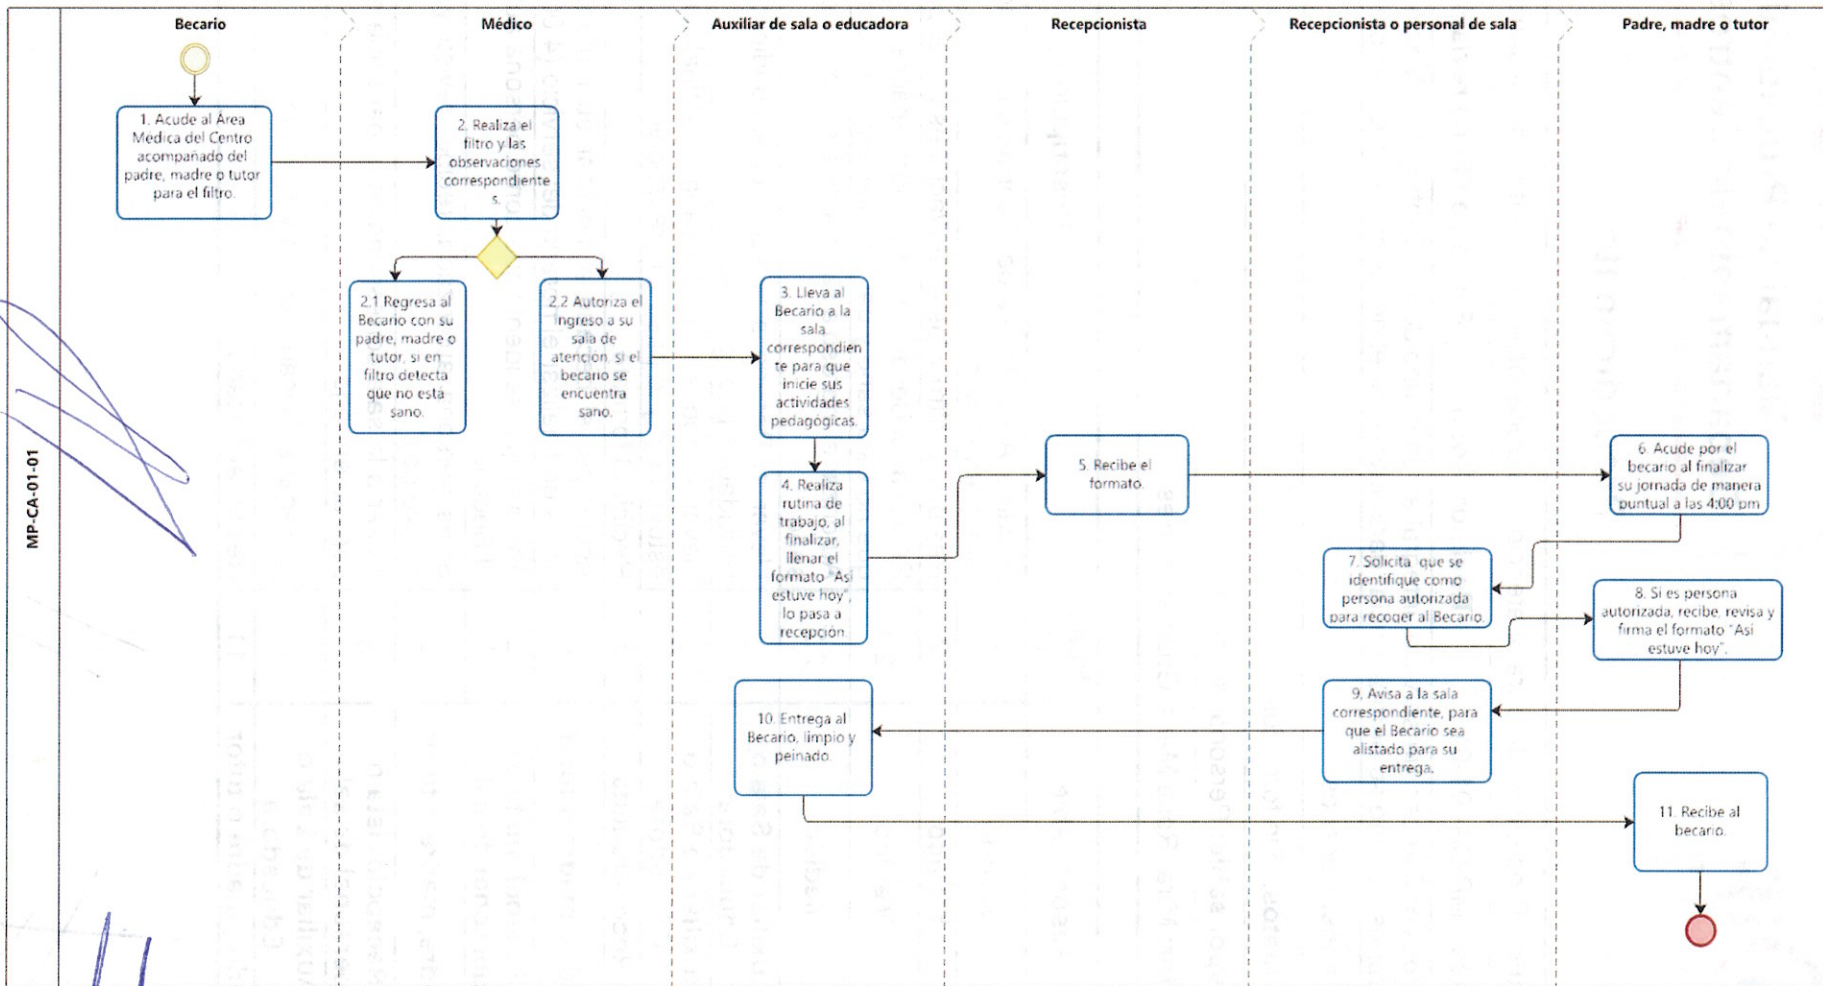 Becario
Médico
Auxiliar de sala o educadora
Recepcionista
Recepcionista o personal de sala
Padre, madre o tutor
MP-CA-01-01
1. Acude al Área
Médica del Centro
acompañado del
padre, madre o tutor
para el filtro.
2. Realiza el
filtro y las
observaciones
correspondiente
s.
2.1 Regresa al
Becario con su
padre, madre o
tutor, si en
filtro detecta
que no está
sano.
2.2 Autoriza el
ingreso a su
sala de
atención, si el
becario se
encuentra
sano.
3. Lleva al
Becario a la
sala
correspondien
te para que
inicie sus
actividades
pedagógicas.
4. Realiza
rutina de
trabajo, al
finalizar,
llenar el
formato "Así
estuve hoy",
lo pasa a
recepción.
5. Recibe el
formato.
6. Acude por el
becario al finalizar
su jornada de manera
puntual a las 4:00 pm
7. Solicita que se
identifique como
persona autorizada
para recoger al Becario.
8. Si es persona
autorizada, recibe, revisa y
firma el formato "Así
estuve hoy".
9. Avisa a la sala
correspondiente, para
que el Becario sea
alistado para su
entrega.
10. Entrega al
Becario, limpio y
peinado.
11. Recibe al
becario.